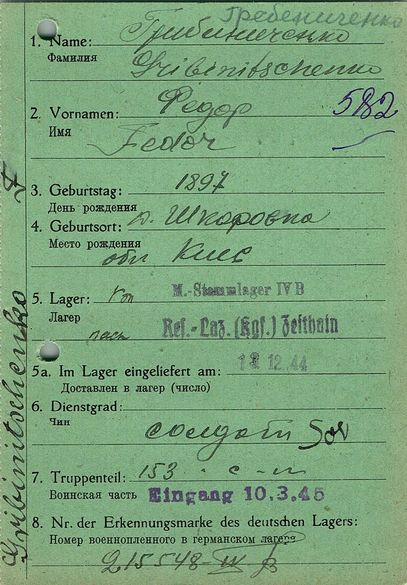 Гребениченко
1. Name: Грибиниченко
Фамилия Gribinitschenko
2. Vornamen: Федор 582
Имя Fedor
3. Geburtstag: 1897
День рождения
4. Geburtsort: д. Шкаровка
Место рождения обл Киев
5. Lager: von M.-Stammlager IV B
Лагерь nach Res.-Laz. (Kgf.) Zeithain
5a. Im Lager eingeliefert am: 12 12.44
Доставлен в лагерь (число)
6. Dienstgrad:
Чин солдат Sol
7. Truppenteil: 153 с-п
Воинская часть Eingang 10.3.45
8. Nr. der Erkennungsmarke des deutschen Lagers:
Номер военнопленного в германском лагере
215548
Gribinitschenko F